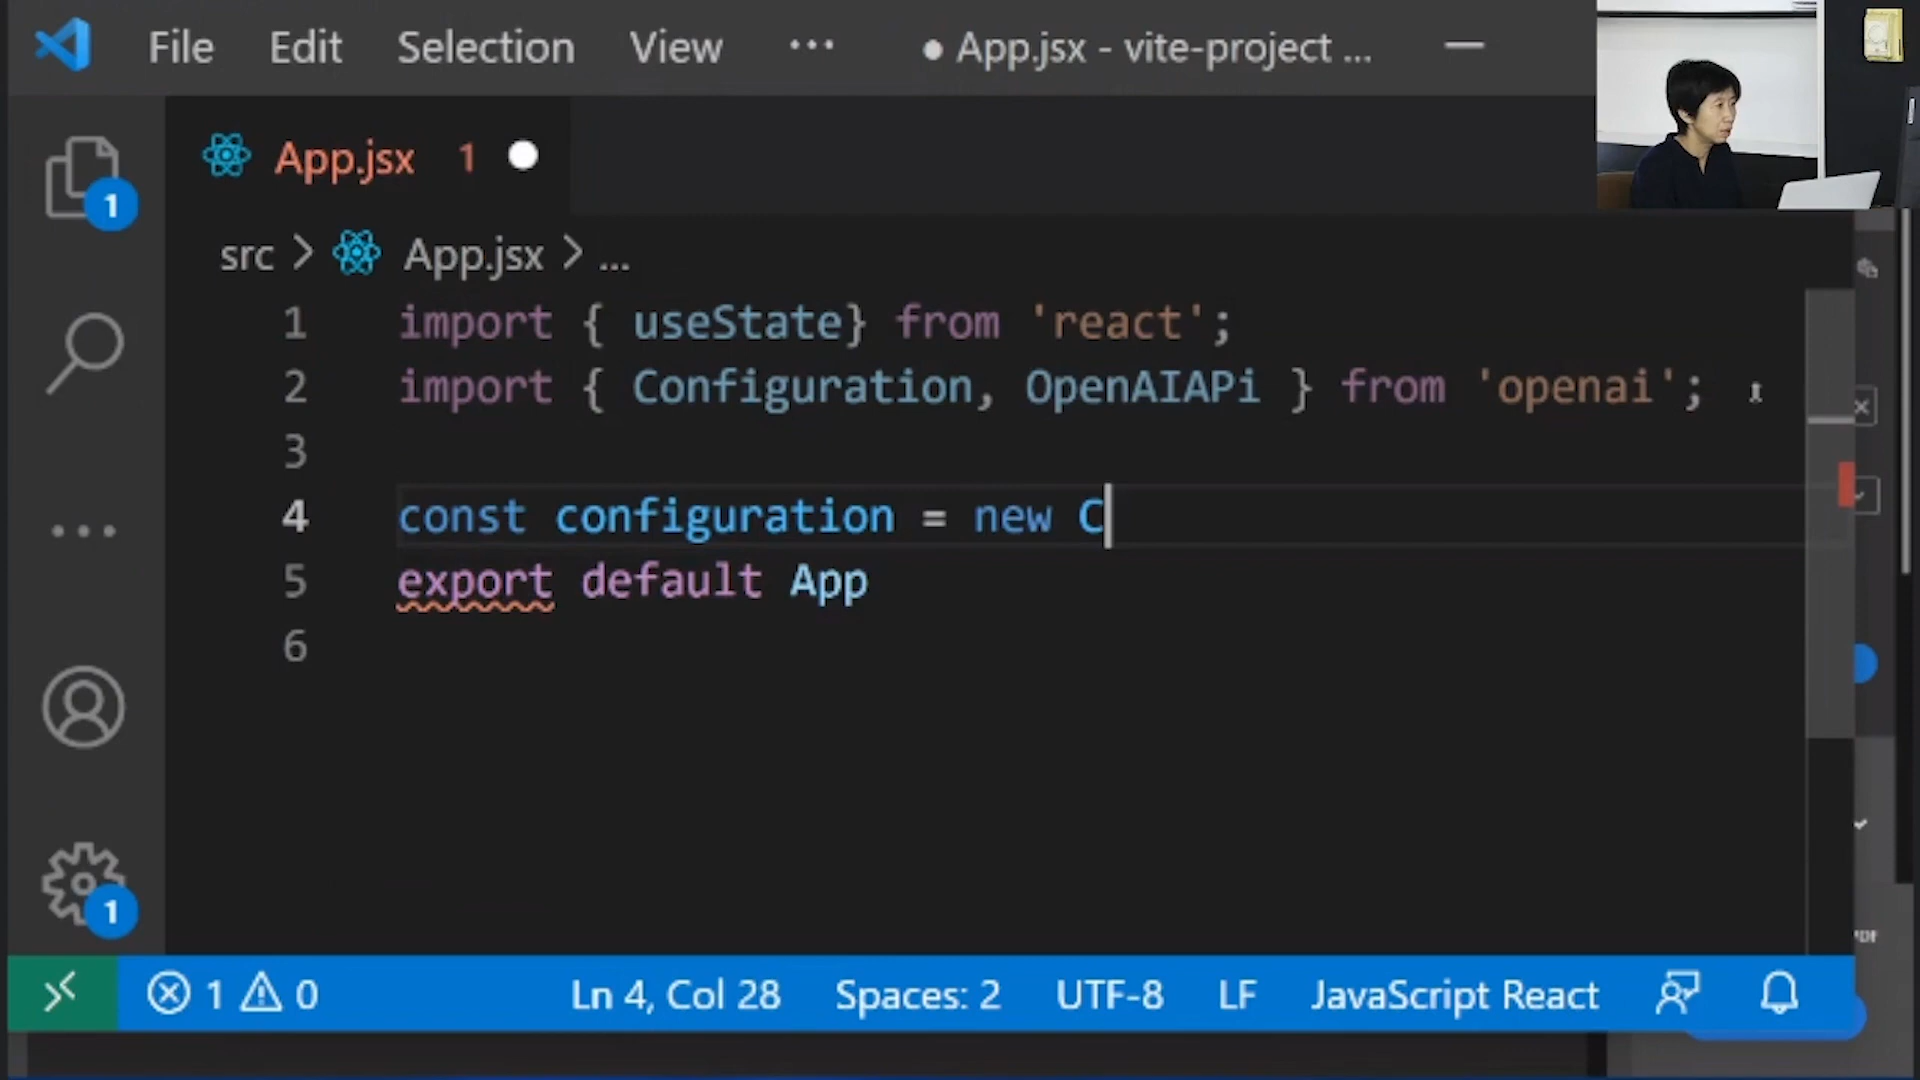 File Edit Selection View ··· ● App.jsx - vite-project ...
App.jsx 1
1
src > App.jsx > ...
1 import { useState} from 'react';
2 import { Configuration, OpenAIAPi } from 'openai';
3
4 const configuration = new C
5 export default App
6
1
1 0 Ln 4, Col 28 Spaces: 2 UTF-8 LF JavaScript React